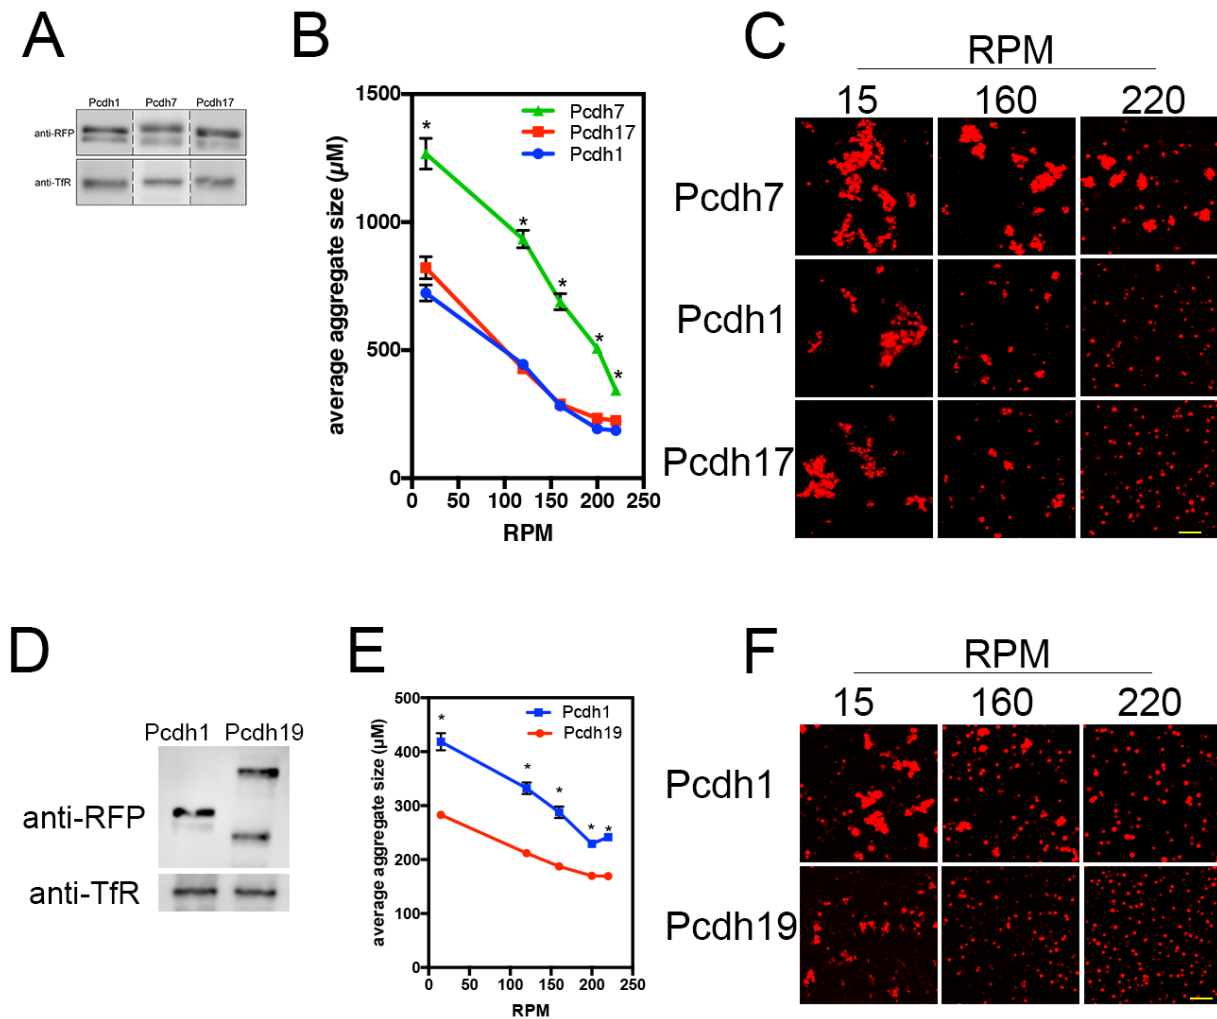 A
Pcdh1 Pcdh7 Pcdh17
anti-RFP
anti-TfR
B
1500
1000
500
0
average aggregate size (µM)
Pcdh7
Pcdh17
Pcdh1
*
*
*
*
*
0 50 100 150 200 250
RPM
C
RPM
15 160 220
Pcdh7
Pcdh1
Pcdh17
D
Pcdh1 Pcdh19
anti-RFP
anti-TfR
E
500
400
300
200
100
0
average aggregate size (µM)
Pcdh1
Pcdh19
*
*
*
* *
0 50 100 150 200 250
RPM
F
RPM
15 160 220
Pcdh1
Pcdh19